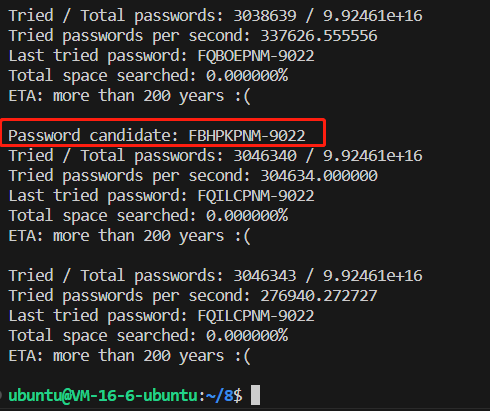 Tried / Total passwords: 3038639 / 9.92461e+16
Tried passwords per second: 337626.555556
Last tried password: FQBOEPNM-9022
Total space searched: 0.000000%
ETA: more than 200 years :(
Password candidate: FBHPKPNM-9022
Tried / Total passwords: 3046340 / 9.92461e+16
Tried passwords per second: 304634.000000
Last tried password: FQILCPNM-9022
Total space searched: 0.000000%
ETA: more than 200 years :(
Tried / Total passwords: 3046343 / 9.92461e+16
Tried passwords per second: 276940.272727
Last tried password: FQILCPNM-9022
Total space searched: 0.000000%
ETA: more than 200 years :(
ubuntu@VM-16-6-ubuntu:~/8$